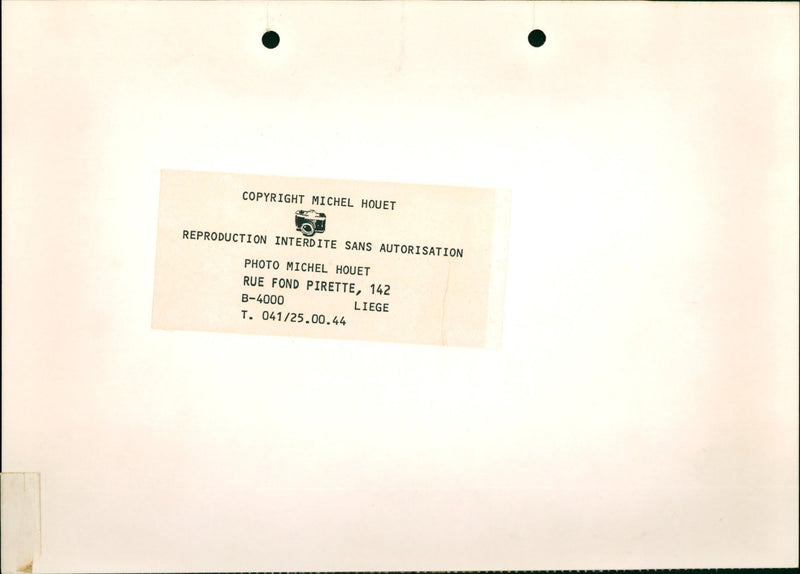 COPYRIGHT MICHEL HOUET
REPRODUCTION INTERDITE SANS AUTORISATION
PHOTO MICHEL HOUET
RUE FOND PIRETTE, 142
B-4000 LIEGE
T. 041/25.00.44